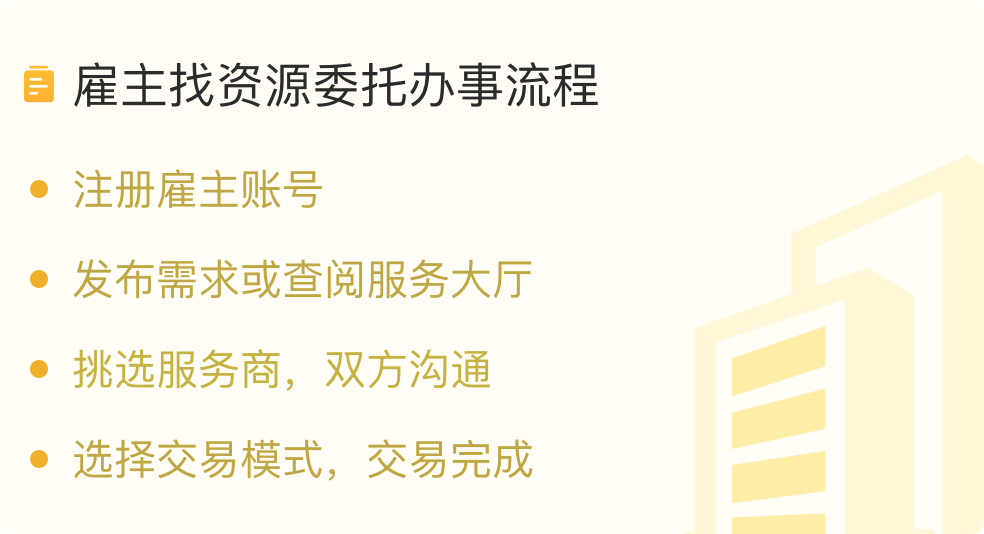 雇主找资源委托办事流程
注册雇主账号
发布需求或查阅服务大厅
挑选服务商，双方沟通
选择交易模式，交易完成